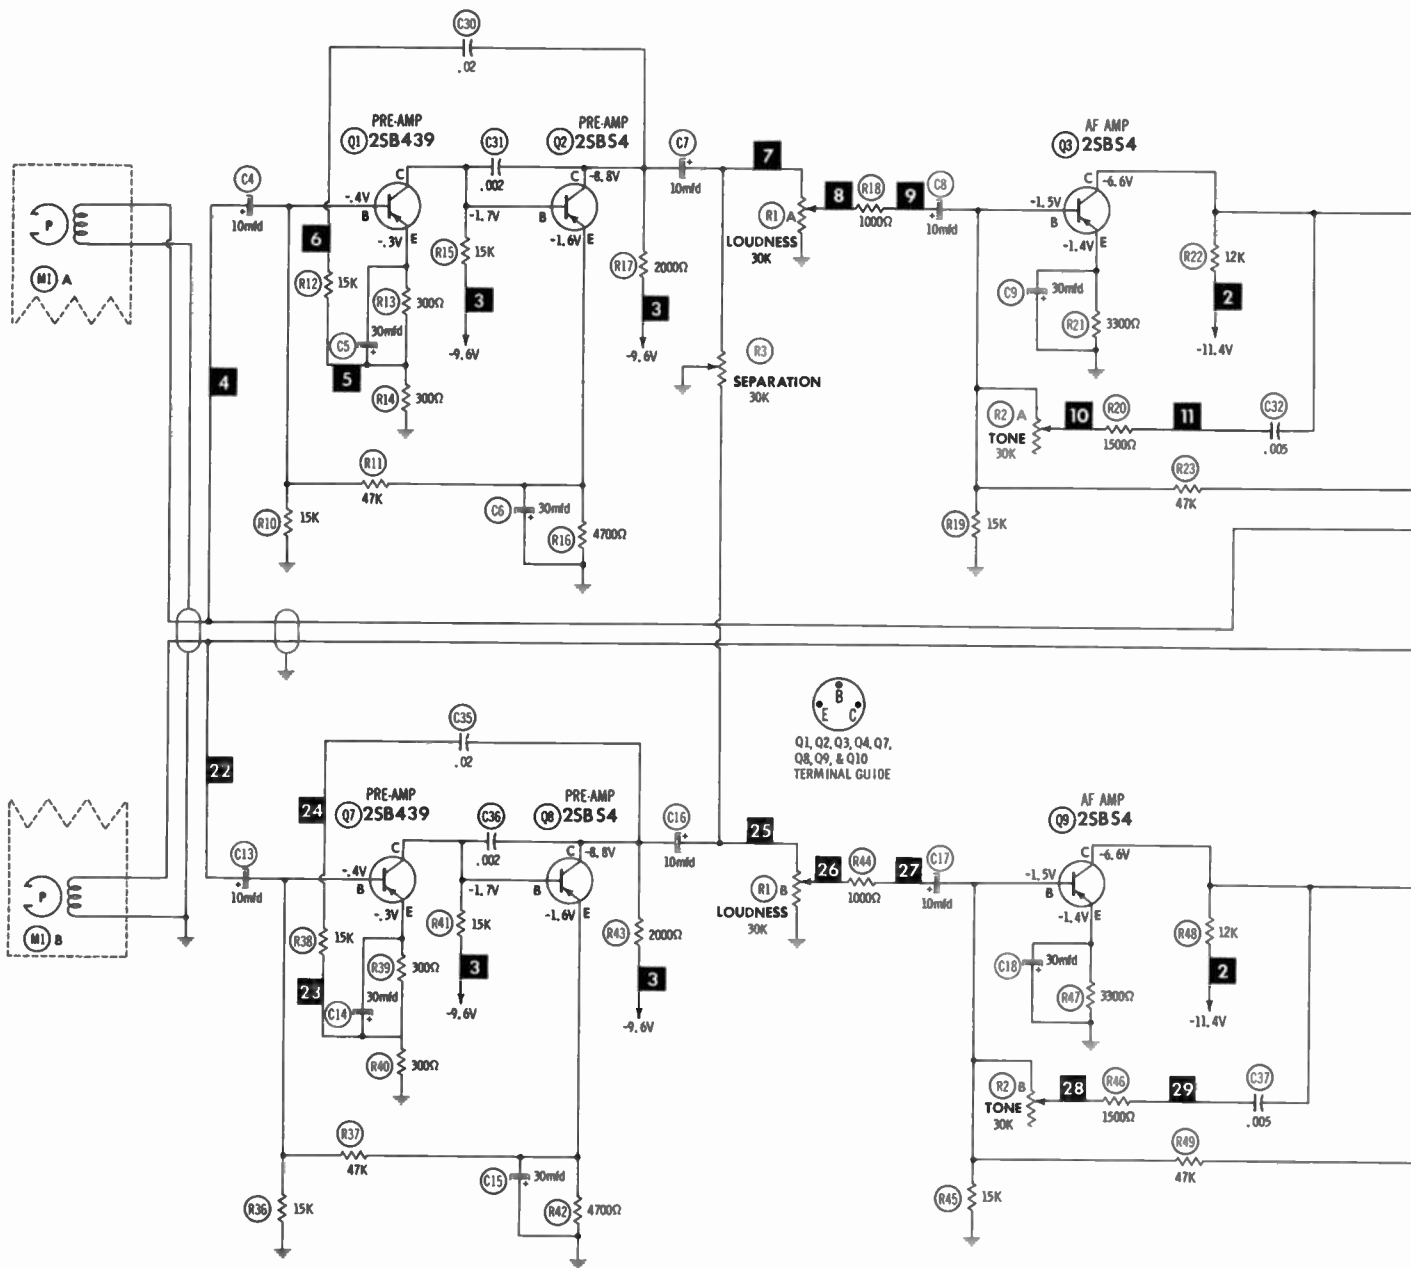 C30
.02
PRE-AMP
Q1 2SB439
C31
.002
PRE-AMP
Q2 2SB54
C7
10mfd
7
AF AMP
Q3 2SB54
C4
10mfd
P
M1 A
-.4V
B
C
E
-.3V
-1.7V
B
C
-8.8V
-1.6V
E
6
R12
15K
R13
300Ω
30mfd
C5
5
R14
300Ω
R15
15K
3
-9.6V
R17
2000Ω
3
-9.6V
R1 A
LOUDNESS
30K
8
R18
1000Ω
9
C8
10mfd
-1.5V
B
C
-6.6V
-1.4V
E
C9
30mfd
R21
3300Ω
R22
12K
2
-11.4V
R3
SEPARATION
30K
4
R2 A
TONE
30K
10
R20
1500Ω
11
C32
.005
R11
47K
R23
47K
R10
15K
C6
30mfd
R16
4700Ω
R19
15K
B
E C
Q1, Q2, Q3, Q4, Q7,
Q8, Q9, & Q10
TERMINAL GUIDE
C35
.02
22
24
PRE-AMP
Q7 2SB439
C36
.002
PRE-AMP
Q8 2SB54
C16
10mfd
25
AF AMP
Q9 2SB54
C13
10mfd
P
M1 B
-.4V
B
C
E
-.3V
-1.7V
B
C
-8.8V
-1.6V
E
R38
15K
23
R39
300Ω
30mfd
C14
R40
300Ω
R41
15K
3
-9.6V
R43
2000Ω
3
-9.6V
R1 B
LOUDNESS
30K
26
R44
1000Ω
27
C17
10mfd
-1.5V
B
C
-6.6V
-1.4V
E
C18
30mfd
R47
3300Ω
R48
12K
2
-11.4V
R2 B
TONE
30K
28
R46
1500Ω
29
C37
.005
R37
47K
R49
47K
R36
15K
C15
30mfd
R42
4700Ω
R45
15K